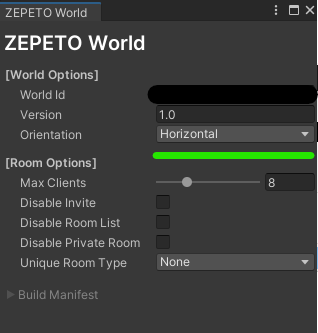 ZEPETO World
ZEPETO World
[World Options]
World Id
Version 1.0
Orientation Horizontal
[Room Options]
Max Clients 8
Disable Invite
Disable Room List
Disable Private Room
Unique Room Type None
Build Manifest